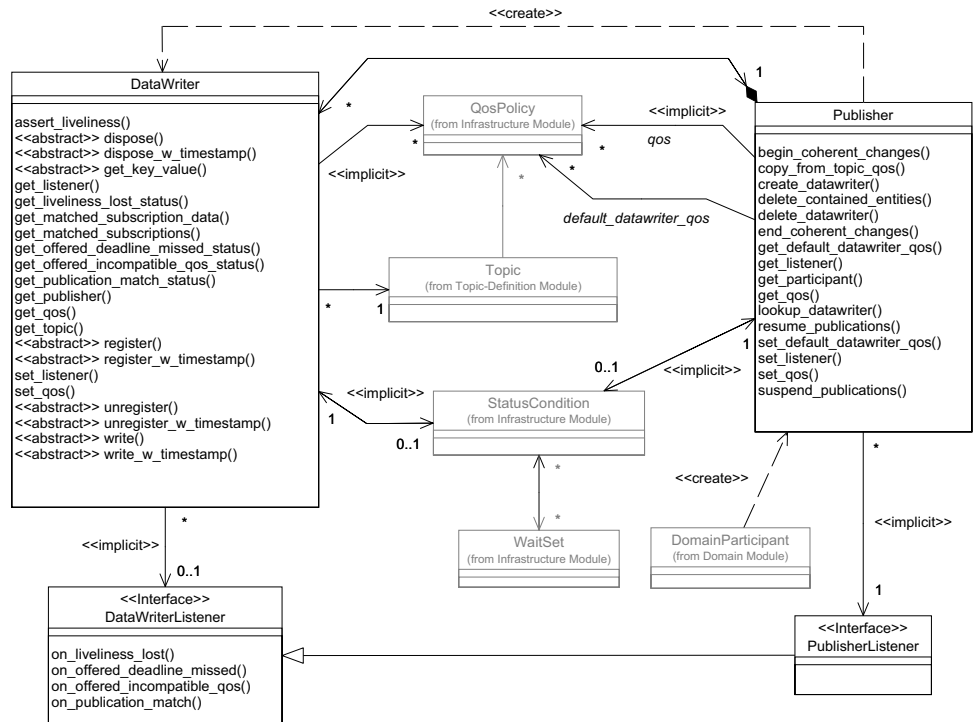 <<create>>
DataWriter
assert_liveliness()
<<abstract>> dispose()
<<abstract>> dispose_w_timestamp()
<<abstract>> get_key_value()
get_listener()
get_liveliness_lost_status()
get_matched_subscription_data()
get_matched_subscriptions()
get_offered_deadline_missed_status()
get_offered_incompatible_qos_status()
get_publication_match_status()
get_publisher()
get_qos()
get_topic()
<<abstract>> register()
<<abstract>> register_w_timestamp()
set_listener()
set_qos()
<<abstract>> unregister()
<<abstract>> unregister_w_timestamp()
<<abstract>> write()
<<abstract>> write_w_timestamp()
*
1
QosPolicy
(from Infrastructure Module)
*
*
*
*
<<implicit>>
<<implicit>>
qos
default_datawriter_qos
Publisher
begin_coherent_changes()
copy_from_topic_qos()
create_datawriter()
delete_contained_entities()
delete_datawriter()
end_coherent_changes()
get_default_datawriter_qos()
get_listener()
get_participant()
get_qos()
lookup_datawriter()
resume_publications()
set_default_datawriter_qos()
set_listener()
set_qos()
suspend_publications()
Topic
(from Topic-Definition Module)
*
1
1
0..1
<<implicit>>
<<implicit>>
1
0..1
StatusCondition
(from Infrastructure Module)
*
*
WaitSet
(from Infrastructure Module)
<<create>>
DomainParticipant
(from Domain Module)
*
<<implicit>>
1
*
<<implicit>>
0..1
<<Interface>>
DataWriterListener
on_liveliness_lost()
on_offered_deadline_missed()
on_offered_incompatible_qos()
on_publication_match()
<<Interface>>
PublisherListener